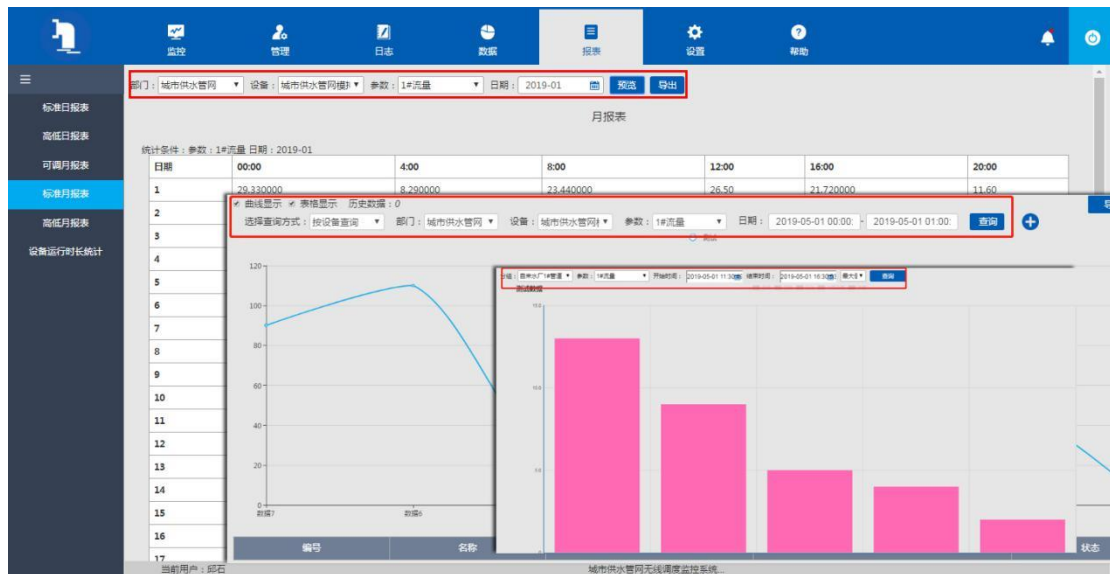 监控 管理 日志 数据 报表 设置 帮助
标准日报表
高低日报表
可调月报表
标准月报表
高低月报表
设备运行时长统计
部门： 城市供水管网 设备： 城市供水管网模 参数： 1#流量 日期： 2019-01 预览 导出
月报表
统计条件：参数：1#流量 日期：2019-01
日期 00:00 4:00 8:00 12:00 16:00 20:00
1 29.330000 8.290000 23.440000 26.50 21.720000 11.60
2
3
4
5
6
7
8
9
10
11
12
13
14
15
16
17
曲线显示 表格显示 历史数据：0
选择查询方式： 按设备查询 部门： 城市供水管网 设备： 城市供水管网 参数： 1#流量 日期： 2019-05-01 00:00: - 2019-05-01 01:00: 查询
120
100
80
60
40
20
0
数据7 数据6
编号 名称 状态
参数： 1#流量 开始时间： 2019-05-01 11:30 结束时间： 2019-05-01 16:30 查询
测试数据
当前用户：邱石 城市供水管网无线调度监控系统...